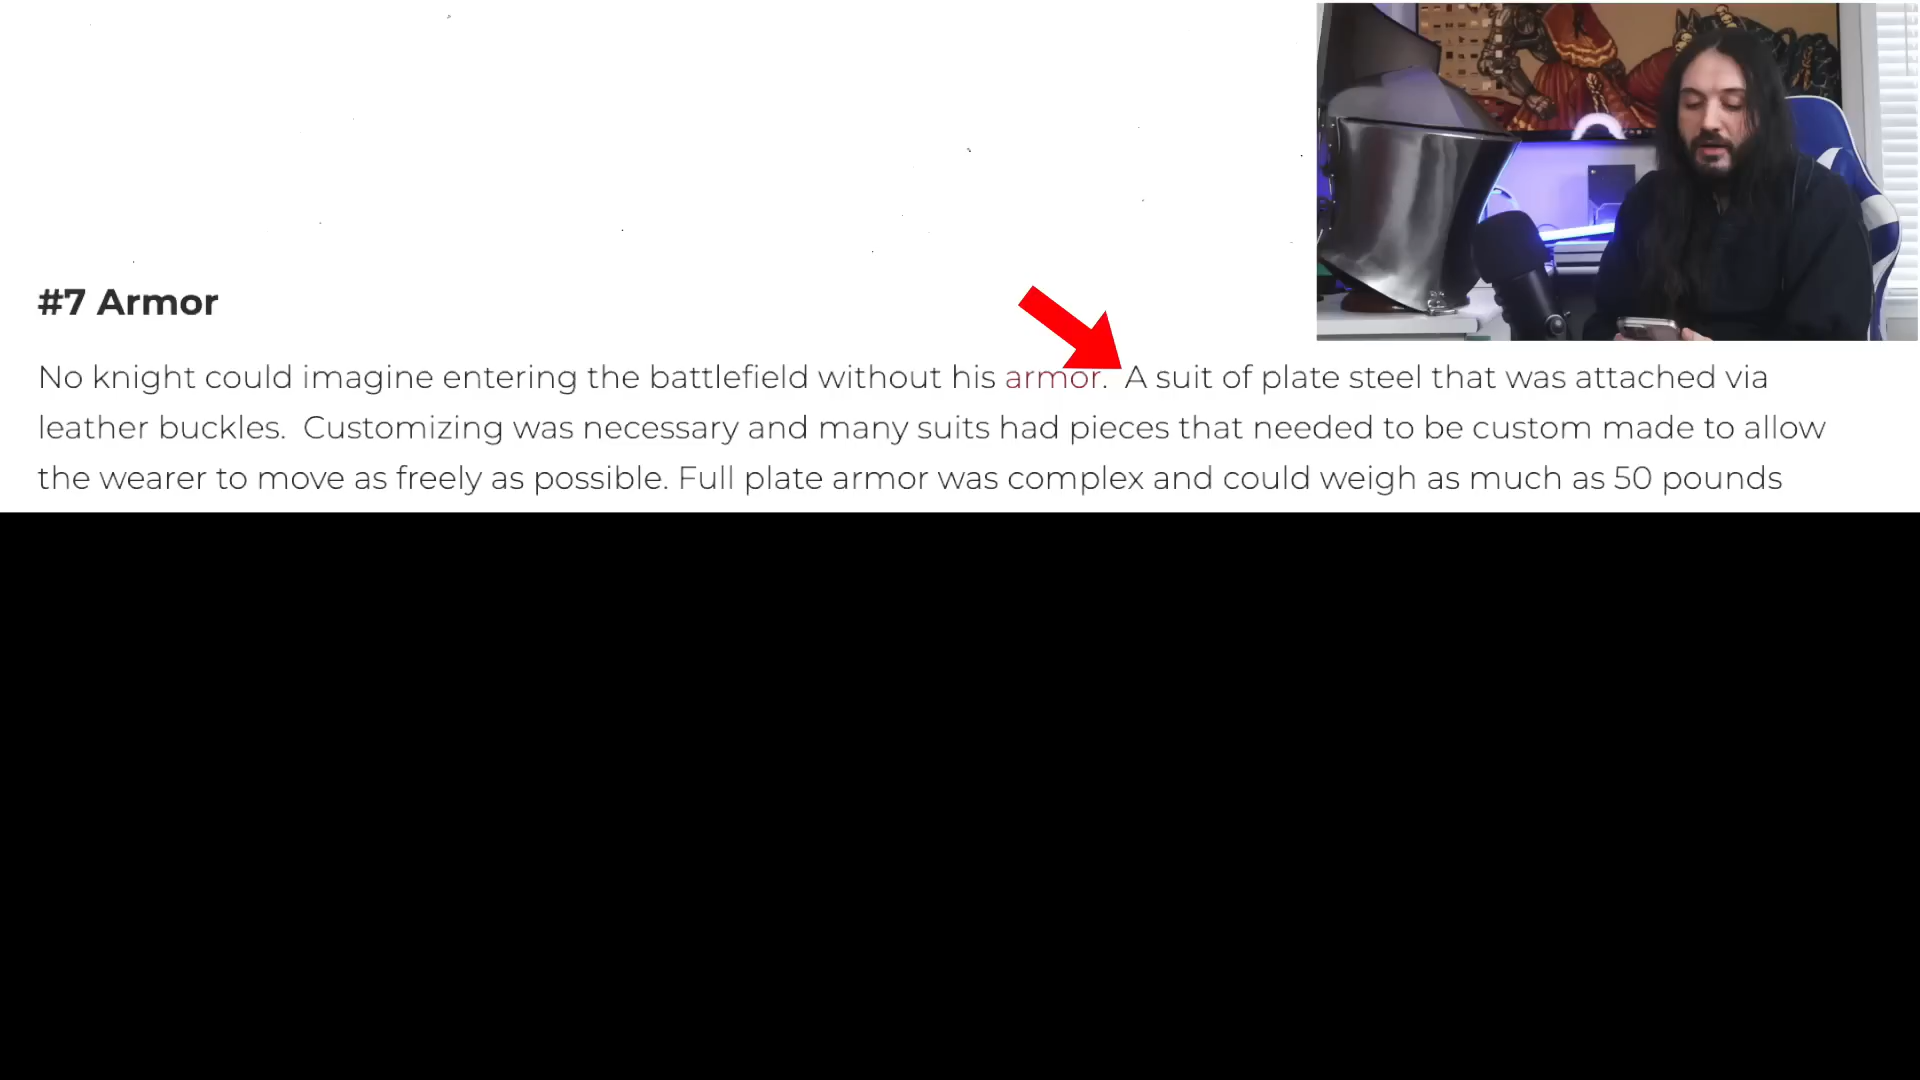 #7 Armor
No knight could imagine entering the battlefield without his armor.  A suit of plate steel that was attached via
leather buckles.  Customizing was necessary and many suits had pieces that needed to be custom made to allow
the wearer to move as freely as possible. Full plate armor was complex and could weigh as much as 50 pounds